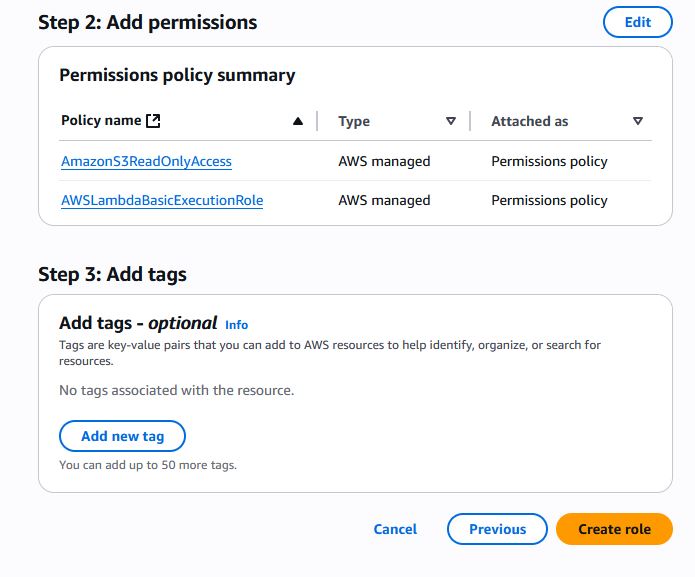 Step 2: Add permissions
Edit
Permissions policy summary
Policy name Type Attached as
AmazonS3ReadOnlyAccess AWS managed Permissions policy
AWSLambdaBasicExecutionRole AWS managed Permissions policy
Step 3: Add tags
Add tags - optional Info
Tags are key-value pairs that you can add to AWS resources to help identify, organize, or search for
resources.
No tags associated with the resource.
Add new tag
You can add up to 50 more tags.
Cancel Previous Create role